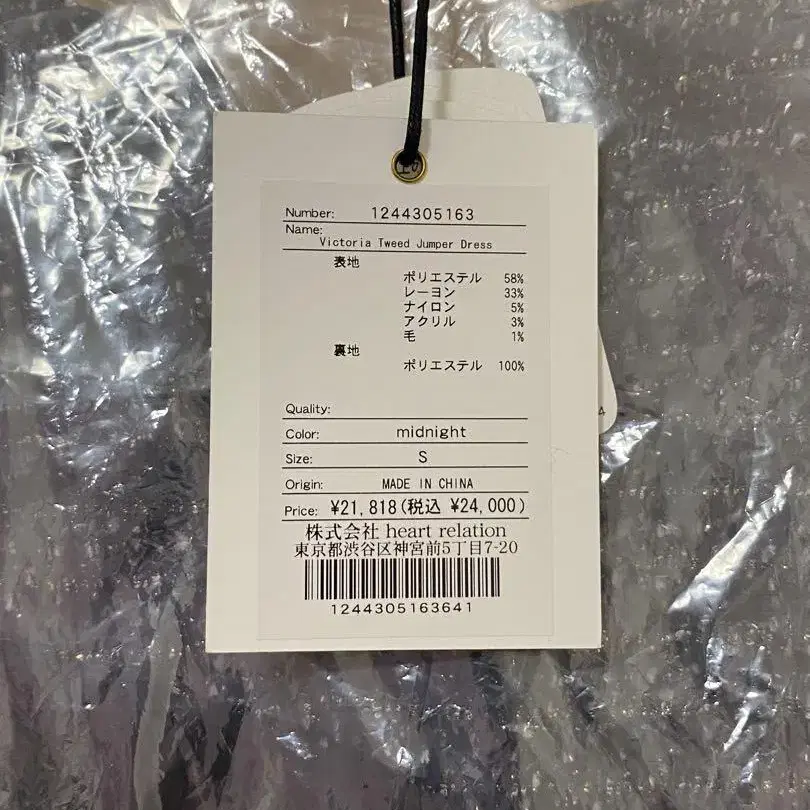 Number: 1244305163
Name:
Victoria Tweed Jumper Dress
表地
ポリエステル 58%
レーヨン 33%
ナイロン 5%
アクリル 3%
毛 1%
裏地
ポリエステル 100%
Quality:
Color: midnight
Size: S
Origin: MADE IN CHINA
Price: ¥21,818(税込 ¥24,000)
株式会社 heart relation
東京都渋谷区神宮前5丁目7-20
1244305163641
4